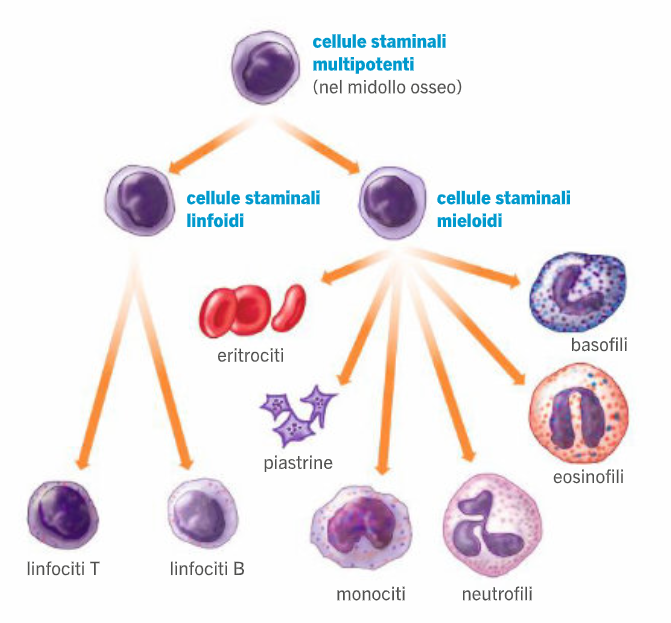 cellule staminali
multipotenti
(nel midollo osseo)
cellule staminali
linfoidi
cellule staminali
mieloidi
eritrociti
basofili
piastrine
eosinofili
linfociti T
linfociti B
monociti
neutrofili